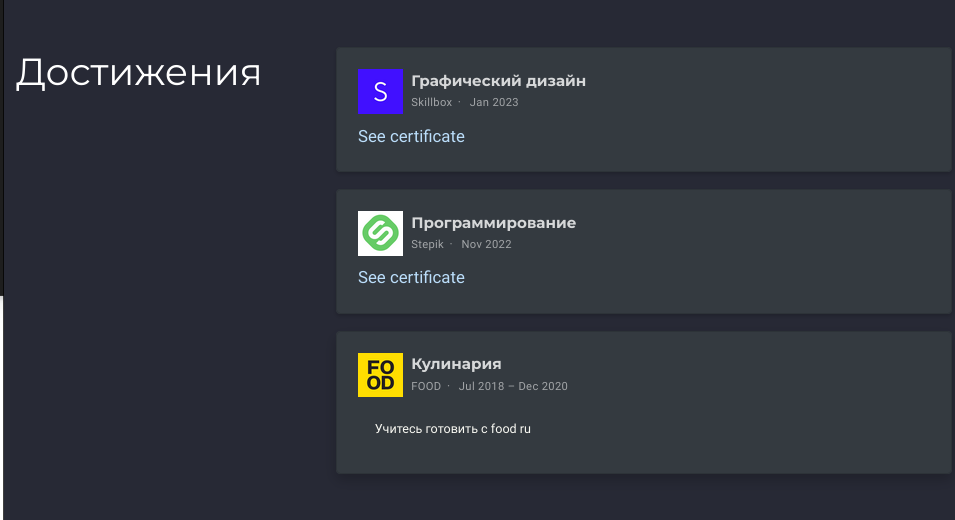 Достижения
S
Графический дизайн
Skillbox · Jan 2023
See certificate
Программирование
Stepik · Nov 2022
See certificate
FO
OD
Кулинария
FOOD · Jul 2018 – Dec 2020
Учитесь готовить с food ru